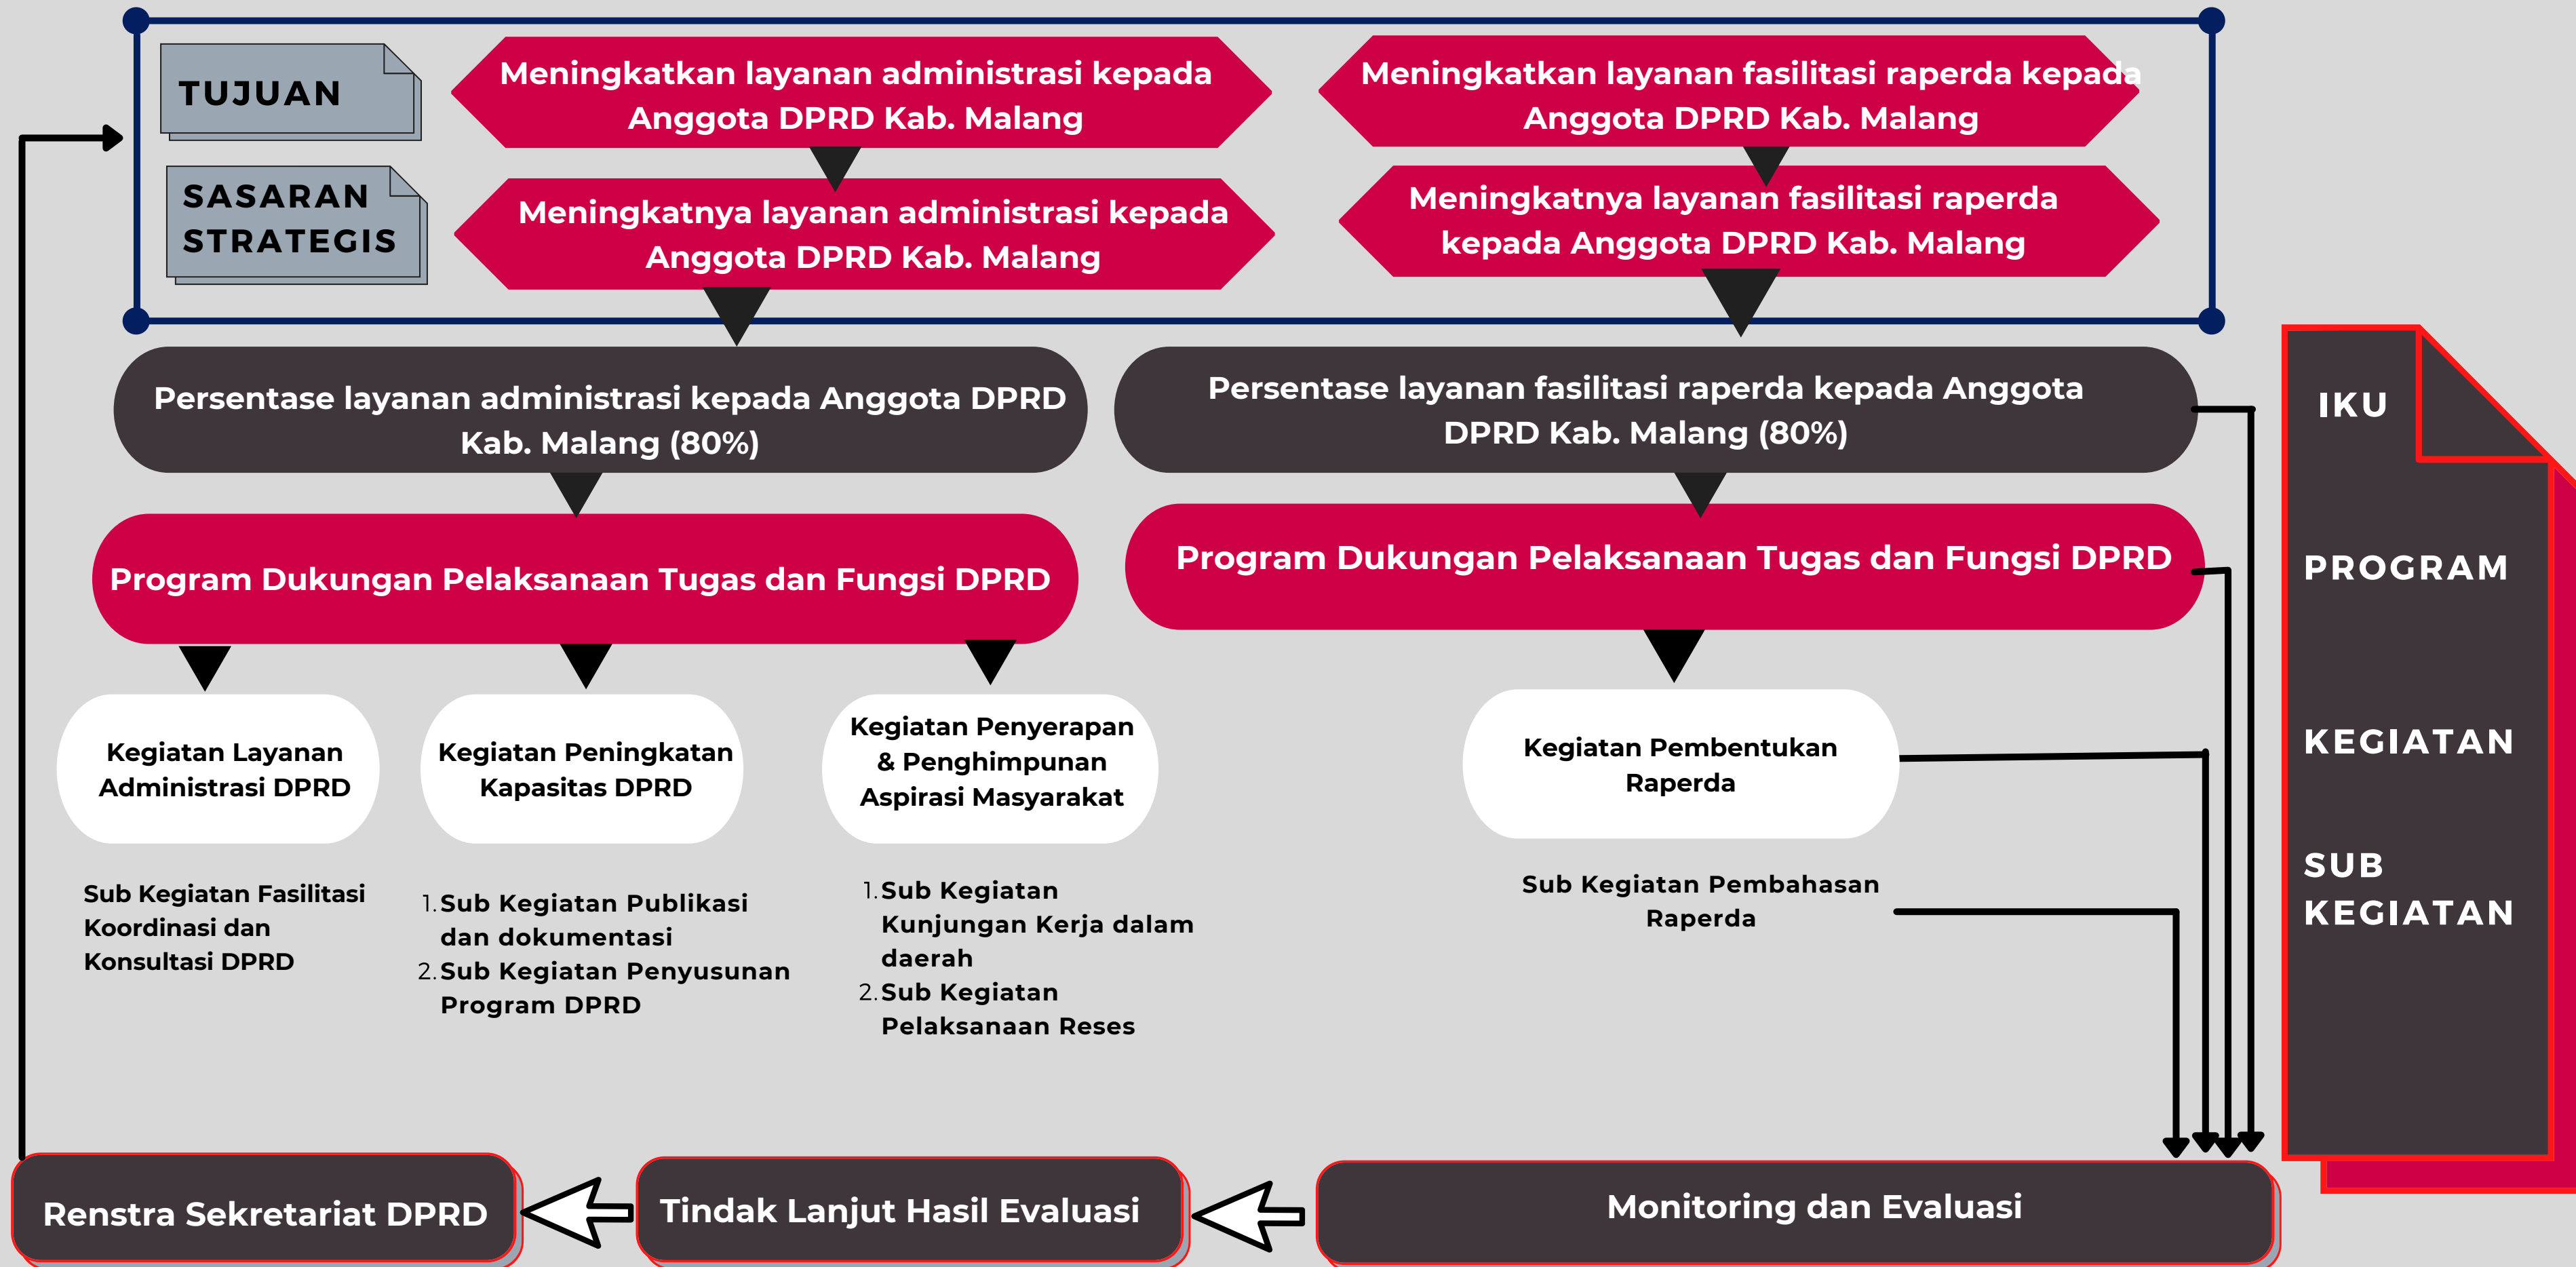 TUJUAN
Meningkatkan layanan administrasi kepada
Anggota DPRD Kab. Malang
Meningkatkan layanan fasilitasi raperda kepada
Anggota DPRD Kab. Malang
SASARAN
STRATEGIS
Meningkatnya layanan administrasi kepada
Anggota DPRD Kab. Malang
Meningkatnya layanan fasilitasi raperda
kepada Anggota DPRD Kab. Malang
Persentase layanan administrasi kepada Anggota DPRD
Kab. Malang (80%)
Persentase layanan fasilitasi raperda kepada Anggota
DPRD Kab. Malang (80%)
IKU
Program Dukungan Pelaksanaan Tugas dan Fungsi DPRD
Program Dukungan Pelaksanaan Tugas dan Fungsi DPRD
PROGRAM
Kegiatan Layanan
Administrasi DPRD
Kegiatan Peningkatan
Kapasitas DPRD
Kegiatan Penyerapan
& Penghimpunan
Aspirasi Masyarakat
Kegiatan Pembentukan
Raperda
KEGIATAN
Sub Kegiatan Fasilitasi
Koordinasi dan
Konsultasi DPRD
1. Sub Kegiatan Publikasi
dan dokumentasi
2. Sub Kegiatan Penyusunan
Program DPRD
1. Sub Kegiatan
Kunjungan Kerja dalam
daerah
2. Sub Kegiatan
Pelaksanaan Reses
Sub Kegiatan Pembahasan
Raperda
SUB
KEGIATAN
Renstra Sekretariat DPRD
Tindak Lanjut Hasil Evaluasi
Monitoring dan Evaluasi